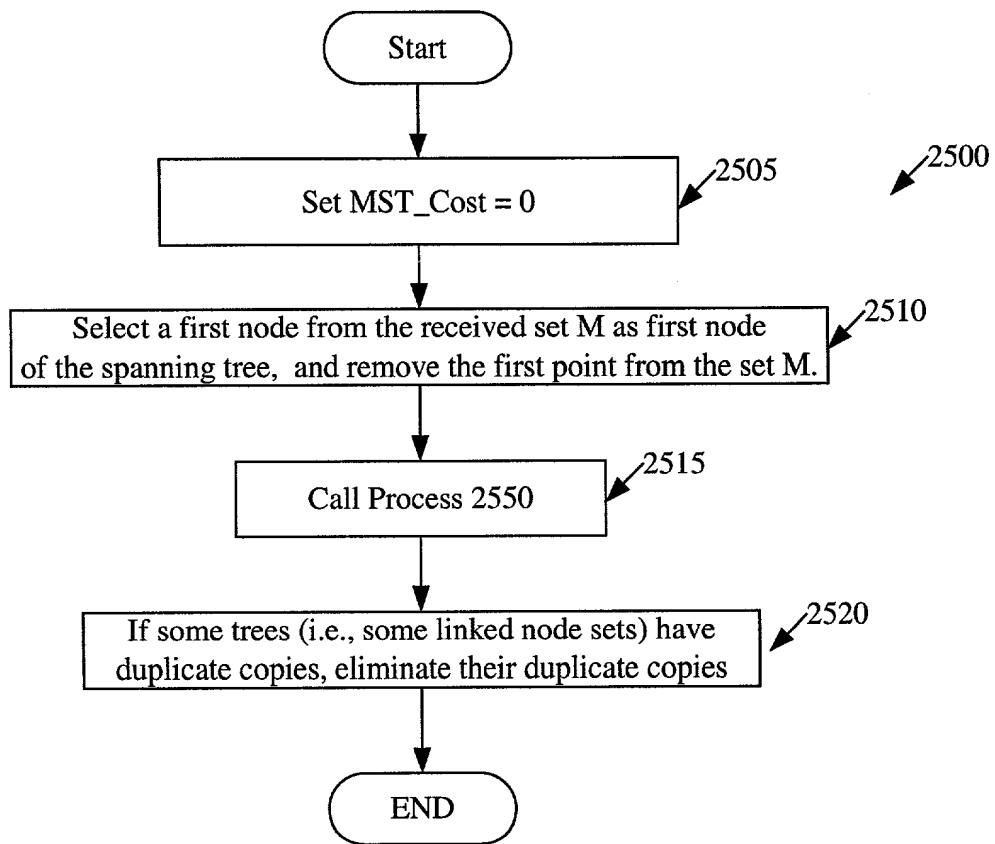 Start
2500
2505
Set MST_Cost = 0
2510
Select a first node from the received set M as first node
of the spanning tree, and remove the first point from the set M.
2515
Call Process 2550
2520
If some trees (i.e., some linked node sets) have
duplicate copies, eliminate their duplicate copies
END